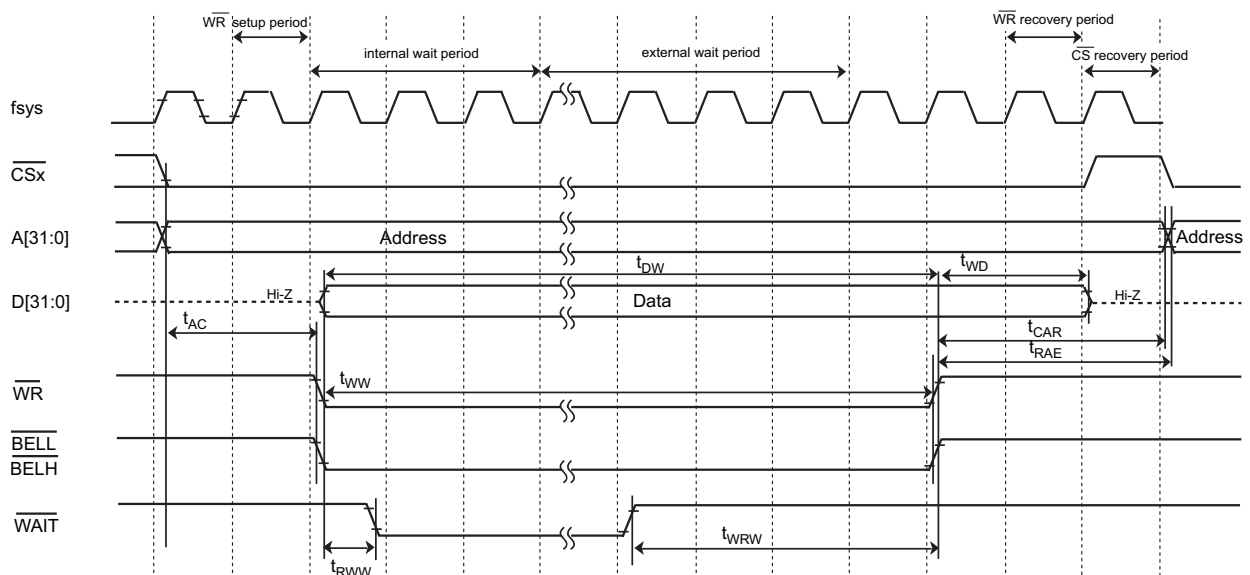 WR setup period
WR recovery period
internal wait period
external wait period
CS recovery period
fsys
CSx
A[31:0]
Address
Address
tDW
tWD
D[31:0]
Hi-Z
Data
Hi-Z
tAC
tCAR
tRAE
WR
tWW
BELL
BELH
WAIT
tWRW
tRWW